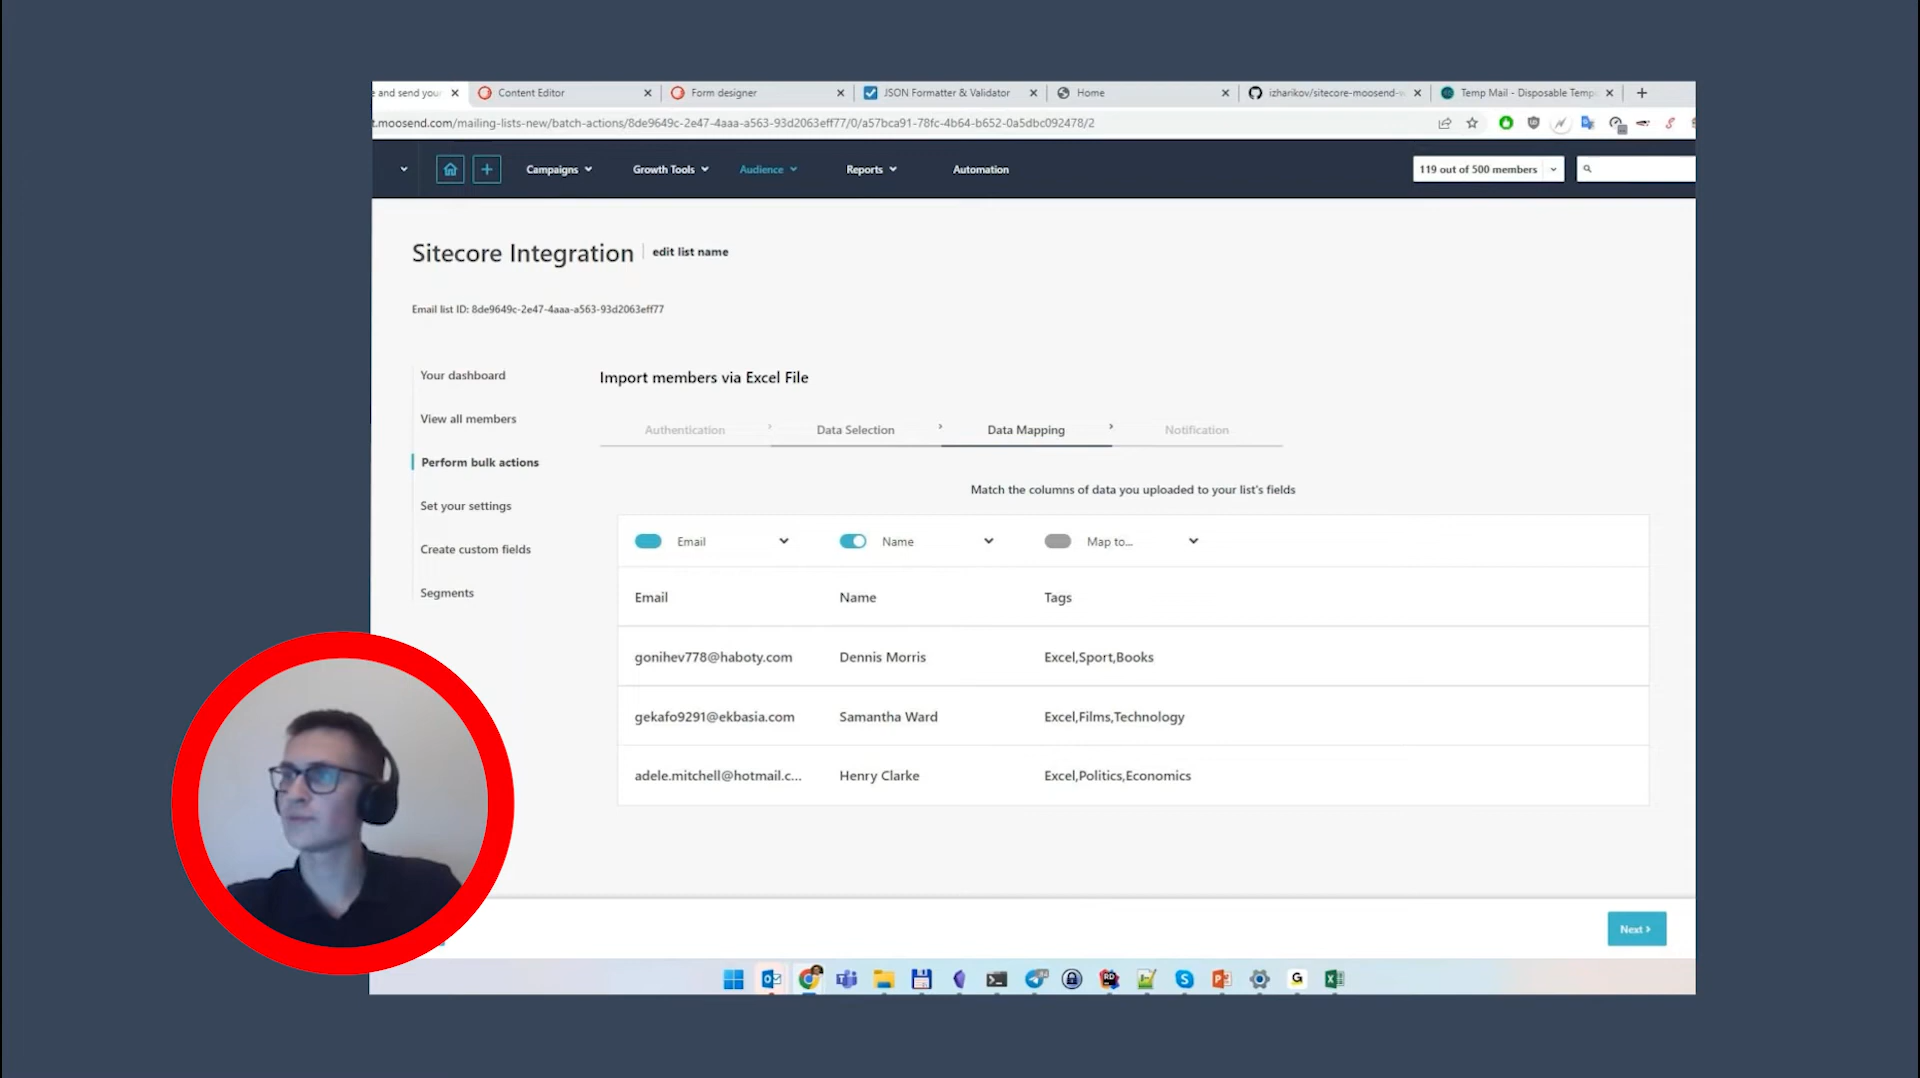 e and send your
Content Editor
Form designer
JSON Formatter & Validator
Home
izharikov/sitecore-moosend-w
Temp Mail - Disposable Temp
t.moosend.com/mailing-lists-new/batch-actions/8de9649c-2e47-4aaa-a563-93d2063eff77/0/a57bca91-78fc-4b64-b652-0a5dbc092478/2
Campaigns
Growth Tools
Audience
Reports
Automation
119 out of 500 members
Sitecore Integration
edit list name
Email list ID: 8de9649c-2e47-4aaa-a563-93d2063eff77
Your dashboard
View all members
Perform bulk actions
Set your settings
Create custom fields
Segments
Import members via Excel File
Authentication
Data Selection
Data Mapping
Notification
Match the columns of data you uploaded to your list's fields
Email
Name
Map to...
Email Name Tags
gonihev778@haboty.com Dennis Morris Excel,Sport,Books
gekafo9291@ekbasia.com Samantha Ward Excel,Films,Technology
adele.mitchell@hotmail.c... Henry Clarke Excel,Politics,Economics
Next